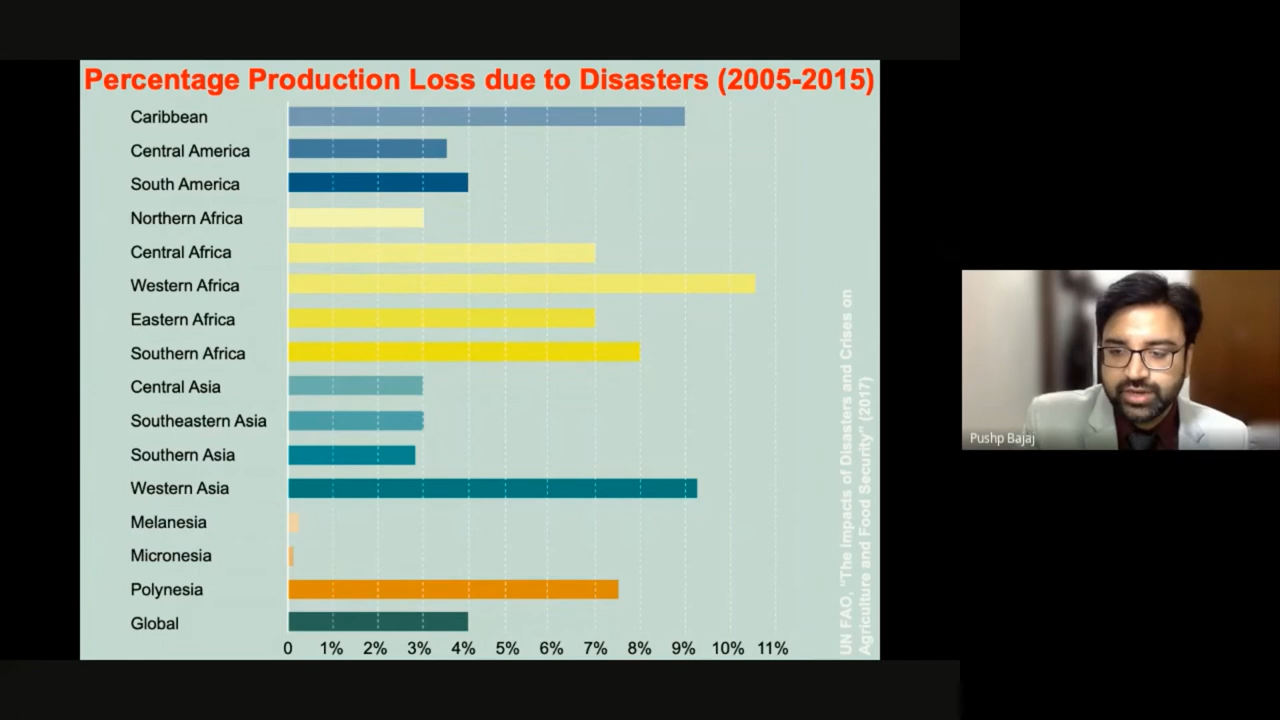 Percentage Production Loss due to Disasters (2005-2015)
Caribbean
Central America
South America
Northern Africa
Central Africa
Western Africa
Eastern Africa
Southern Africa
Central Asia
Southeastern Asia
Southern Asia
Western Asia
Melanesia
Micronesia
Polynesia
Global
0 1% 2% 3% 4% 5% 6% 7% 8% 9% 10% 11%
UN FAO, "The Impacts of Disasters and Crises on
Agriculture and Food Security" (2017)
Pushp Bajaj